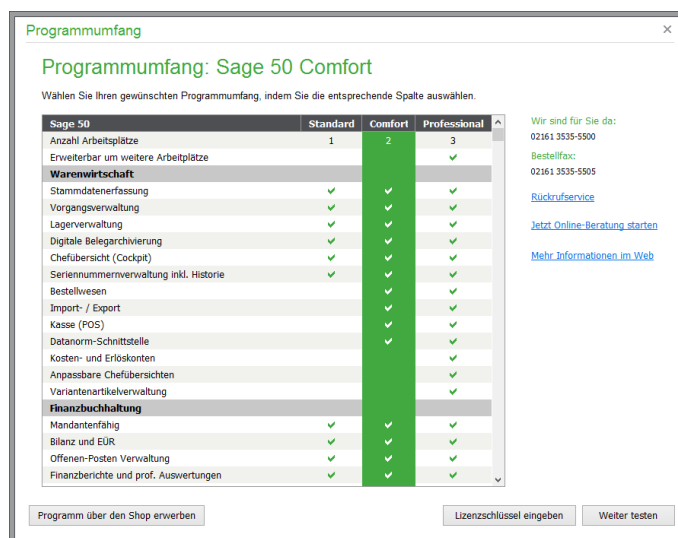 Programmumfang
Programmumfang: Sage 50 Comfort
Wählen Sie Ihren gewünschten Programmumfang, indem Sie die entsprechende Spalte auswählen.
Sage 50 Standard Comfort Professional
Anzahl Arbeitsplätze 1 2 3
Erweiterbar um weitere Arbeitplätze
Warenwirtschaft
Stammdatenerfassung
Vorgangsverwaltung
Lagerverwaltung
Digitale Belegarchivierung
Chefübersicht (Cockpit)
Seriennummernverwaltung inkl. Historie
Bestellwesen
Import- / Export
Kasse (POS)
Datanorm-Schnittstelle
Kosten- und Erlöskonten
Anpassbare Chefübersichten
Variantenartikelverwaltung
Finanzbuchhaltung
Mandantenfähig
Bilanz und EÜR
Offenen-Posten Verwaltung
Finanzberichte und prof. Auswertungen
Wir sind für Sie da:
02161 3535-5500
Bestellfax:
02161 3535-5505
Rückrufservice
Jetzt Online-Beratung starten
Mehr Informationen im Web
Programm über den Shop erwerben
Lizenzschlüssel eingeben
Weiter testen